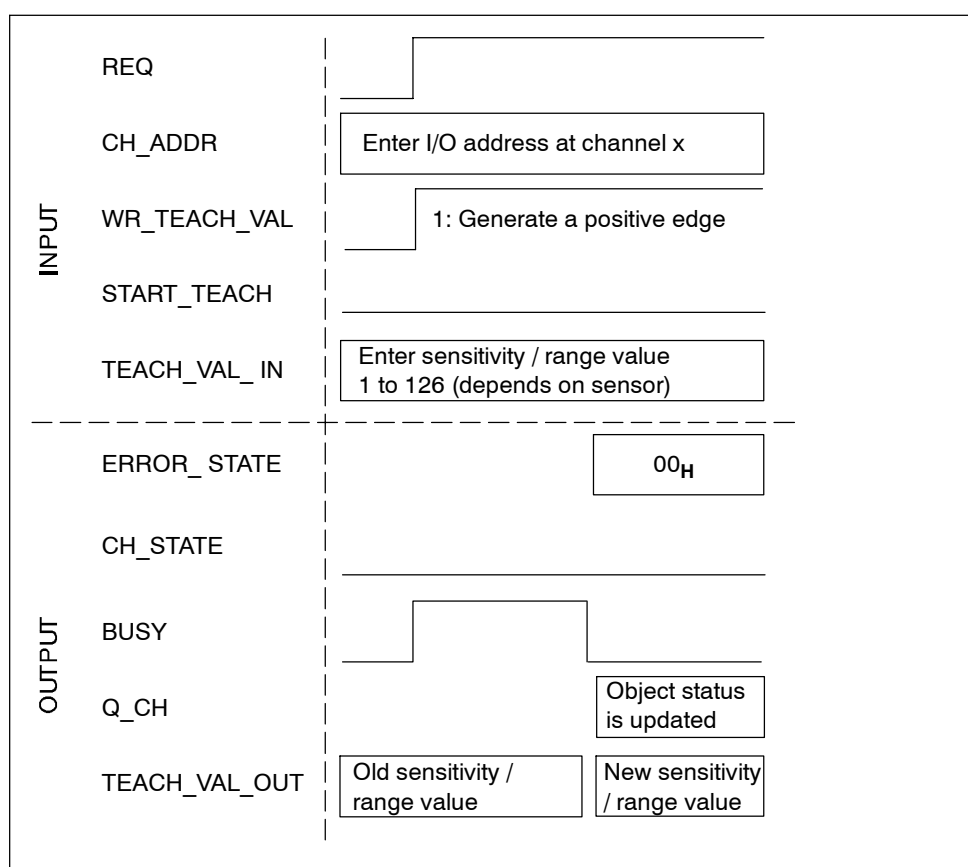 INPUT
REQ
CH_ADDR
Enter I/O address at channel x
WR_TEACH_VAL
1: Generate a positive edge
START_TEACH
TEACH_VAL_ IN
Enter sensitivity / range value
1 to 126 (depends on sensor)
OUTPUT
ERROR_ STATE
00H
CH_STATE
BUSY
Q_CH
Object status
is updated
TEACH_VAL_OUT
Old sensitivity /
range value
New sensitivity
/ range value